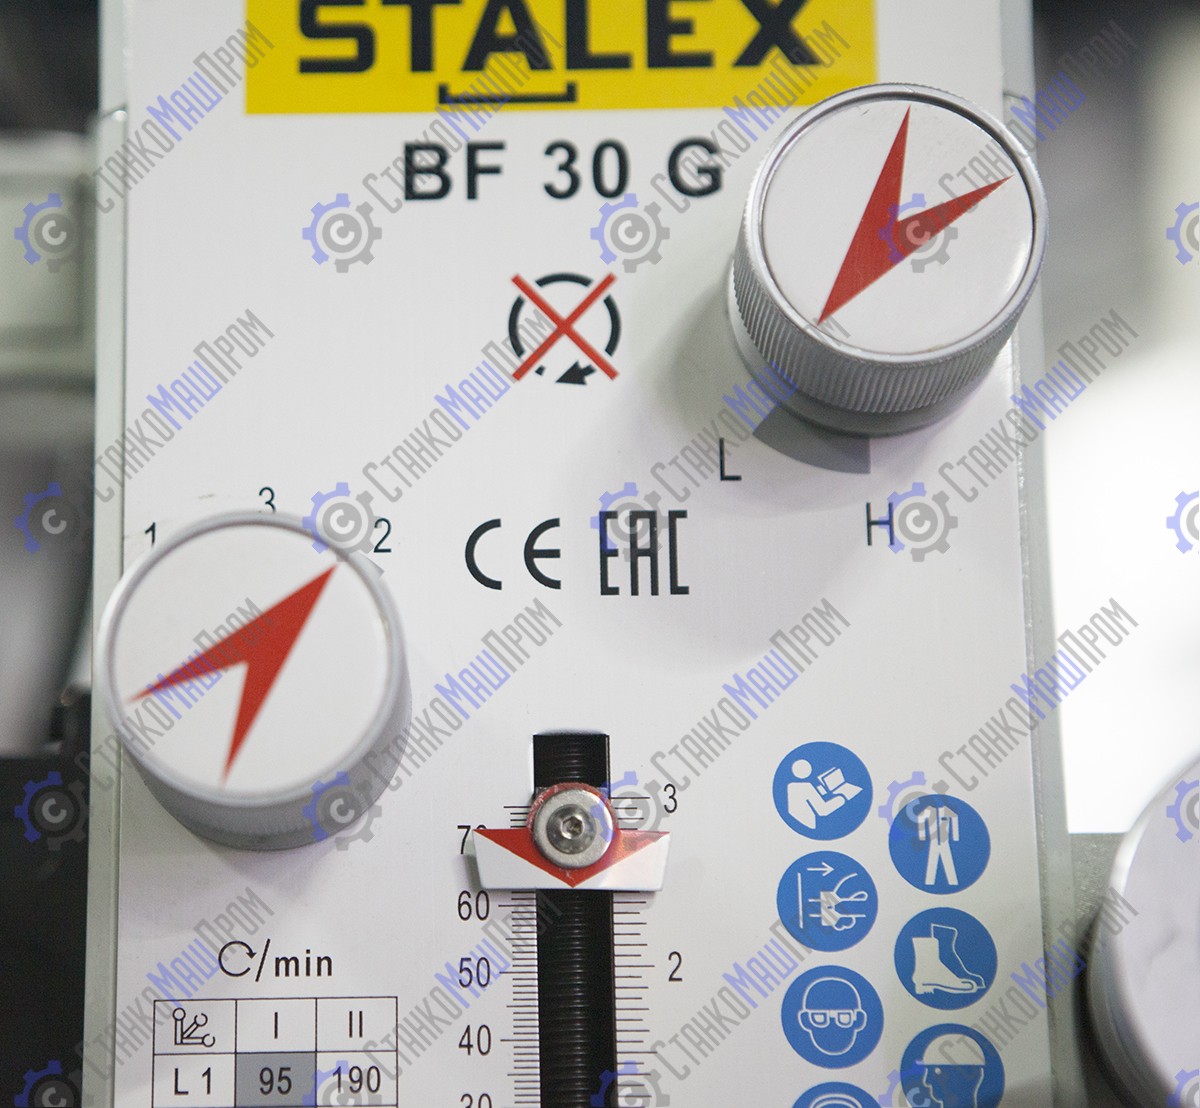 STALEX
BF 30 G
L
H
1
3
2
CE EAC
3
60
50
2
40
30
/min
I
II
L 1
95
190
СтанкоМашПром